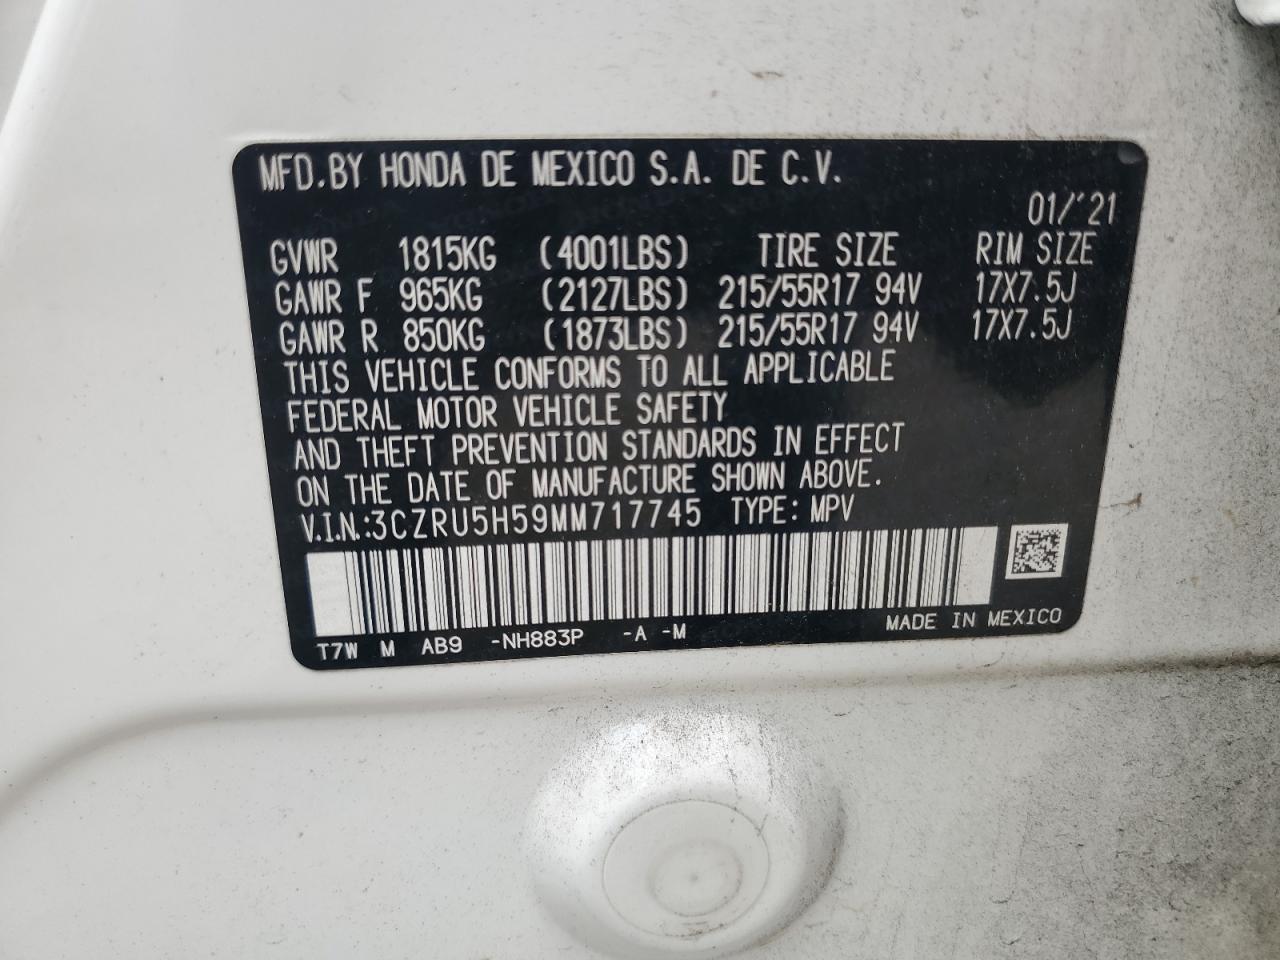 MFD.BY HONDA DE MEXICO S.A. DE C.V.
01/'21
GVWR 1815KG (4001LBS) TIRE SIZE RIM SIZE
GAWR F 965KG (2127LBS) 215/55R17 94V 17X7.5J
GAWR R 850KG (1873LBS) 215/55R17 94V 17X7.5J
THIS VEHICLE CONFORMS TO ALL APPLICABLE
FEDERAL MOTOR VEHICLE SAFETY
AND THEFT PREVENTION STANDARDS IN EFFECT
ON THE DATE OF MANUFACTURE SHOWN ABOVE.
V.I.N.:3CZRU5H59MM717745 TYPE: MPV
T7W M AB9 -NH883P -A -M MADE IN MEXICO